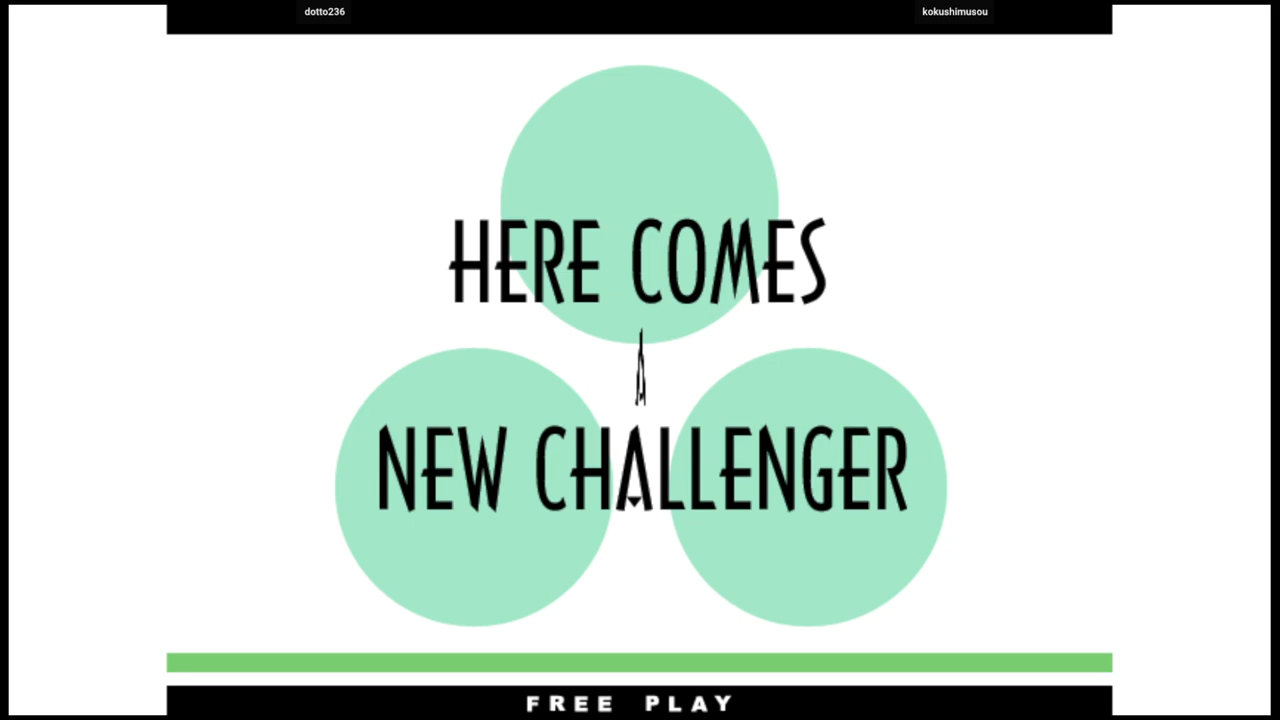 dotto236 kokushimusou
HERE COMES
A
NEW CHALLENGER
FREE PLAY